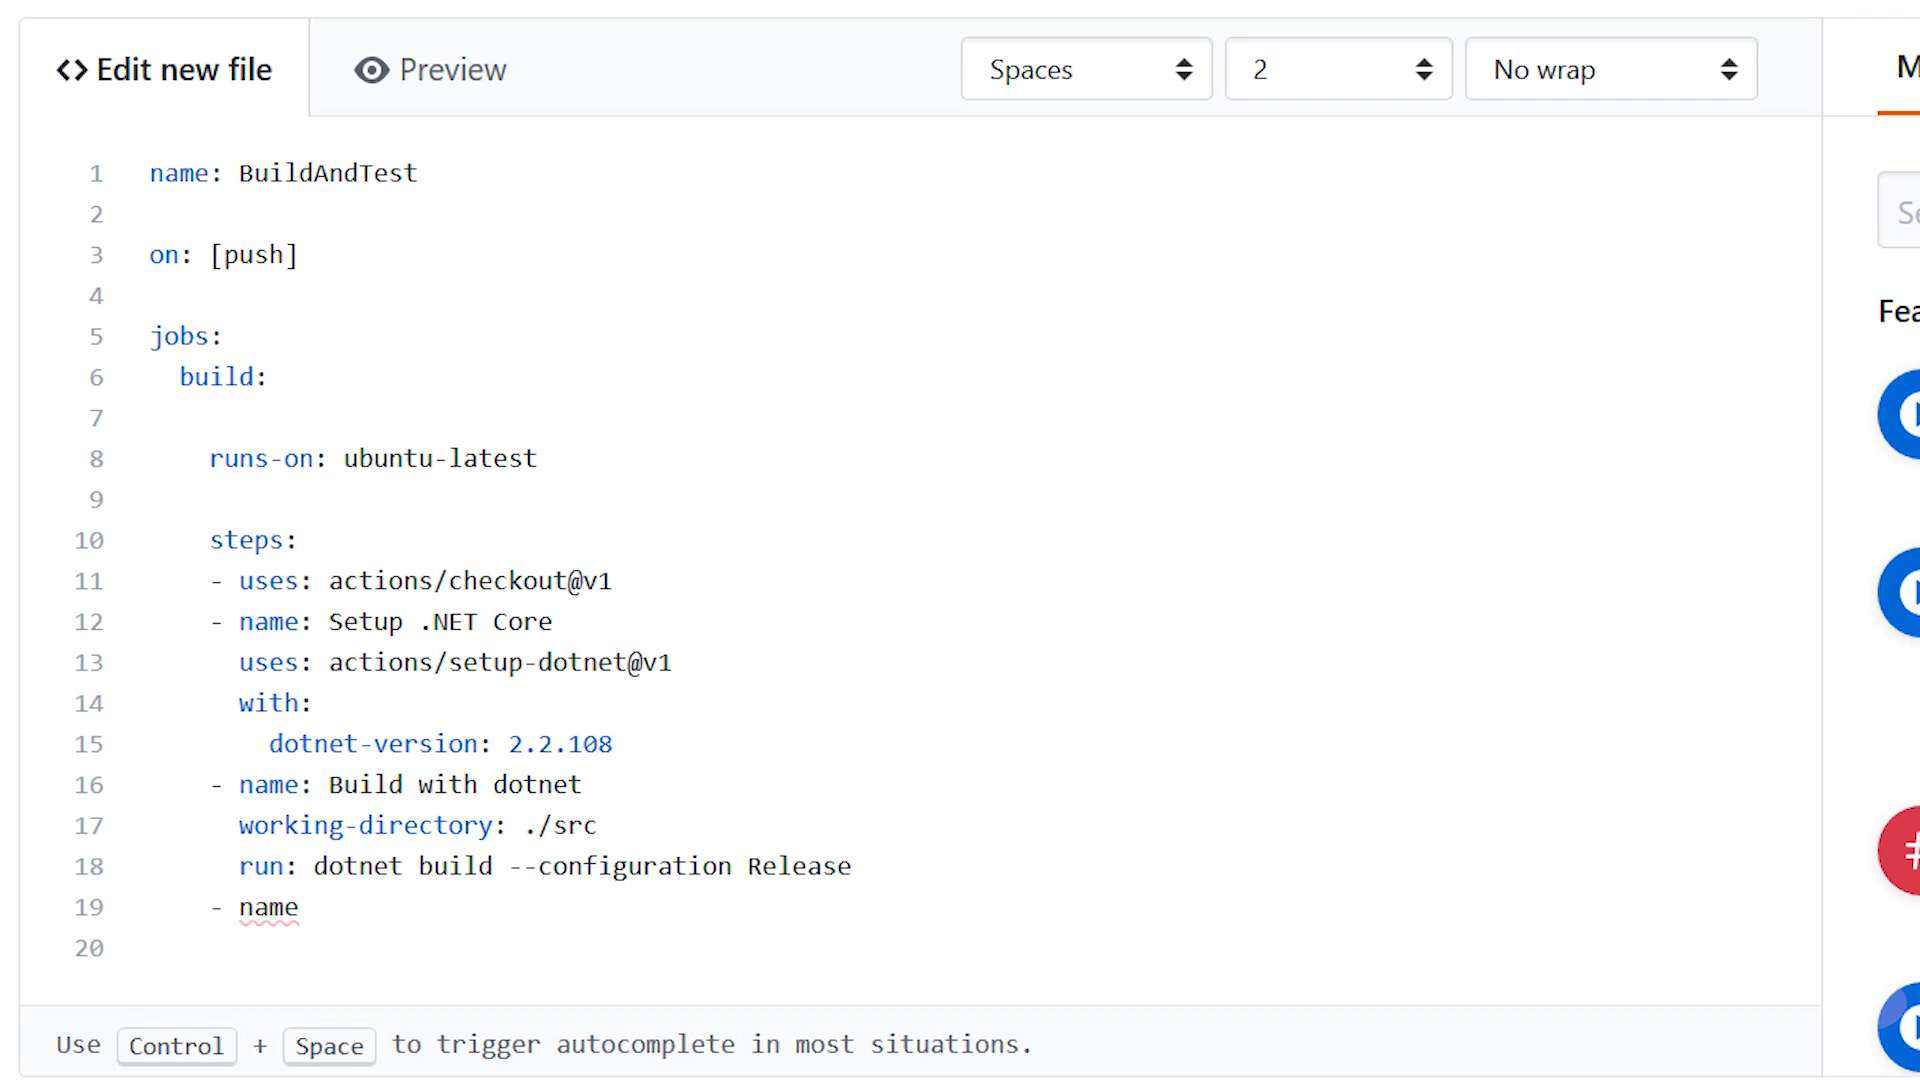 <> Edit new file
Preview
Spaces
2
No wrap
1 name: BuildAndTest
2
3 on: [push]
4
5 jobs:
6 build:
7
8 runs-on: ubuntu-latest
9
10 steps:
11 - uses: actions/checkout@v1
12 - name: Setup .NET Core
13 uses: actions/setup-dotnet@v1
14 with:
15 dotnet-version: 2.2.108
16 - name: Build with dotnet
17 working-directory: ./src
18 run: dotnet build --configuration Release
19 - name
20
Use Control + Space to trigger autocomplete in most situations.